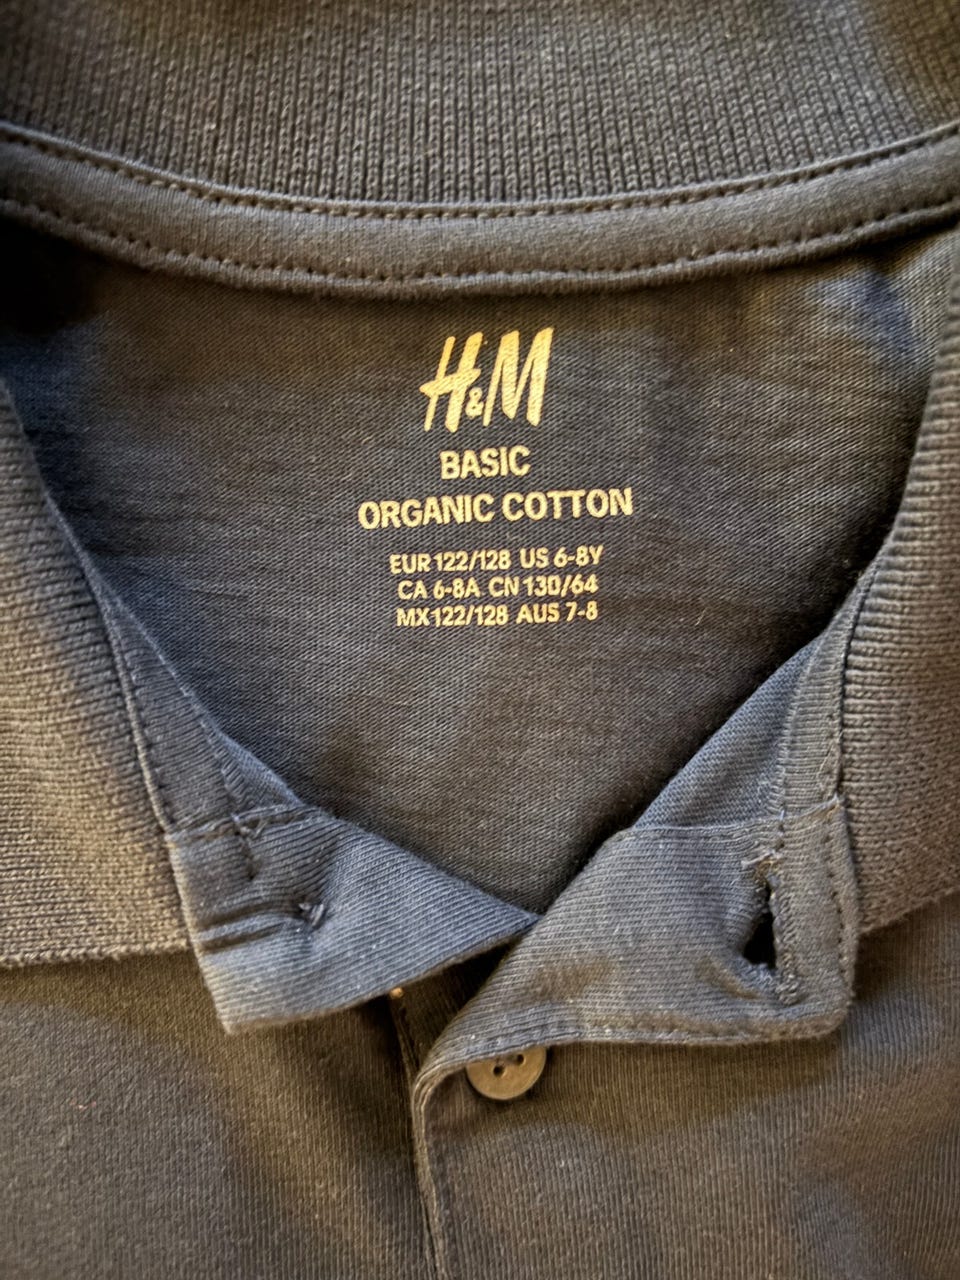 H&M
BASIC
ORGANIC COTTON
EUR 122/128 US 6-8Y
CA 6-8A CN 130/64
MX 122/128 AUS 7-8